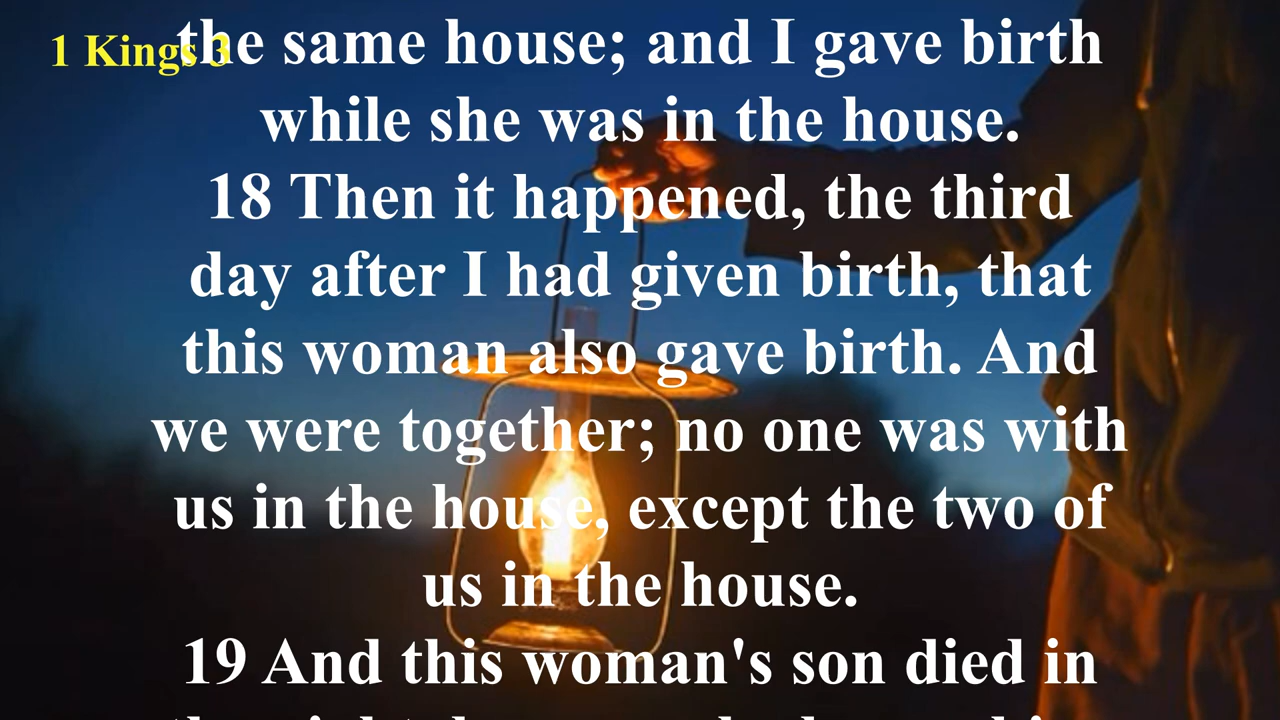 1 Kings 3
the same house; and I gave birth
while she was in the house.
18 Then it happened, the third
day after I had given birth, that
this woman also gave birth. And
we were together; no one was with
us in the house, except the two of
us in the house.
19 And this woman's son died in